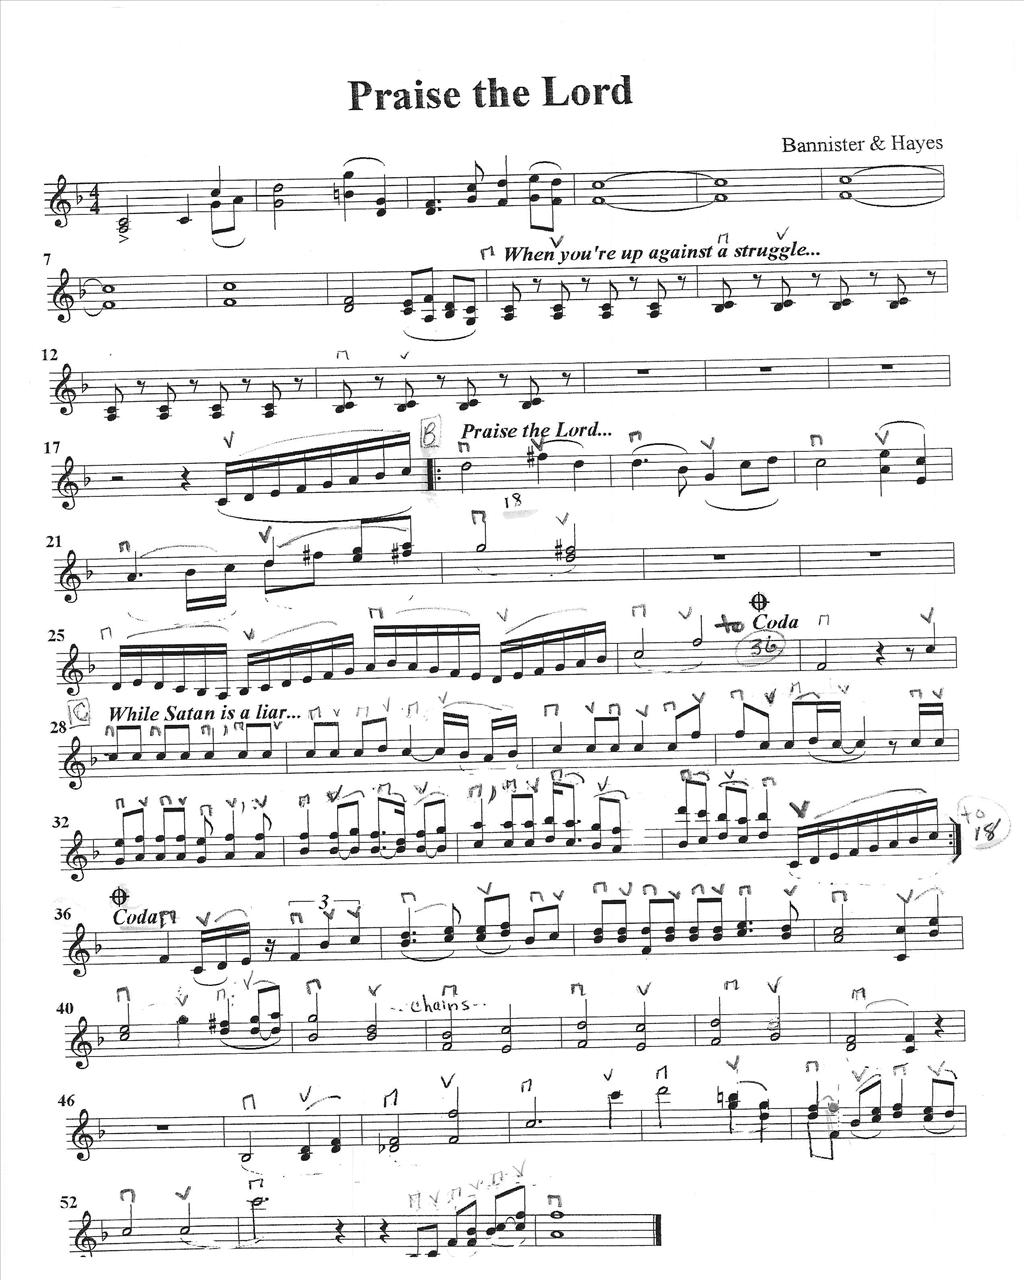 Praise the Lord
Bannister & Hayes
4
4
7
When you're up against a struggle...
12
17
B
Praise the Lord...
18
21
25
to Coda
36
C
While Satan is a liar...
28
32
to
18
36
Coda
3
40
..chains..
46
52